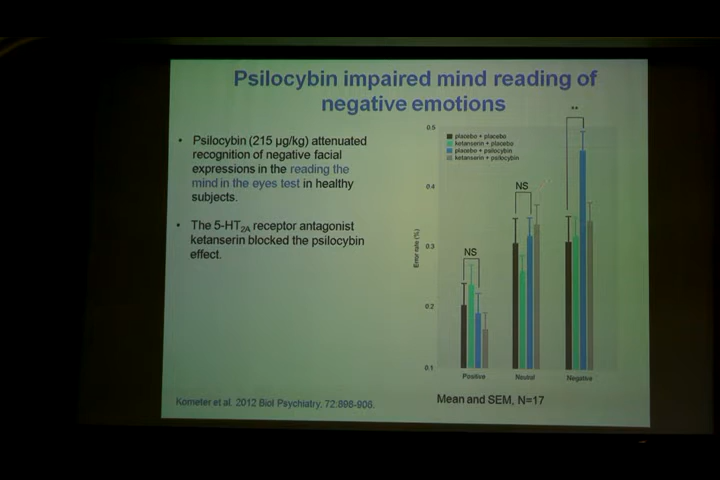 Psilocybin impaired mind reading of
negative emotions
• Psilocybin (215 µg/kg) attenuated
recognition of negative facial
expressions in the reading the
mind in the eyes test in healthy
subjects.
• The 5-HT2A receptor antagonist
ketanserin blocked the psilocybin
effect.
Kometer et al. 2012 Biol Psychiatry, 72:898-906.
**
0.5
placebo + placebo
ketanserin + placebo
placebo + psilocybin
ketanserin + psilocybin
0.4
NS
0.3
NS
Error rate (%)
0.2
0.1
Positive
Neutral
Negative
Mean and SEM, N=17